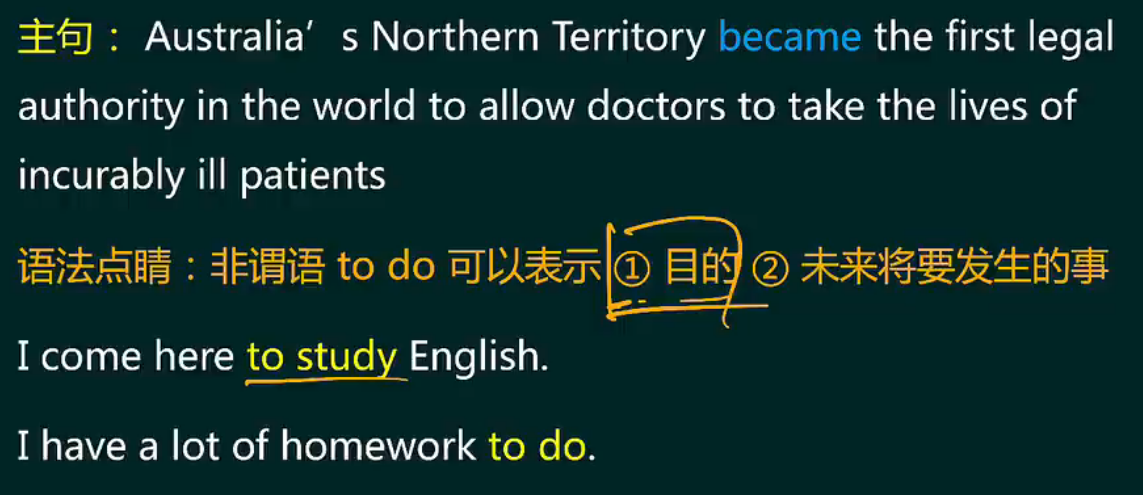 主句： Australia’ s Northern Territory became the first legal
authority in the world to allow doctors to take the lives of
incurably ill patients
语法点睛：非谓语 to do 可以表示 ① 目的 ② 未来将要发生的事
I come here to study English.
I have a lot of homework to do.